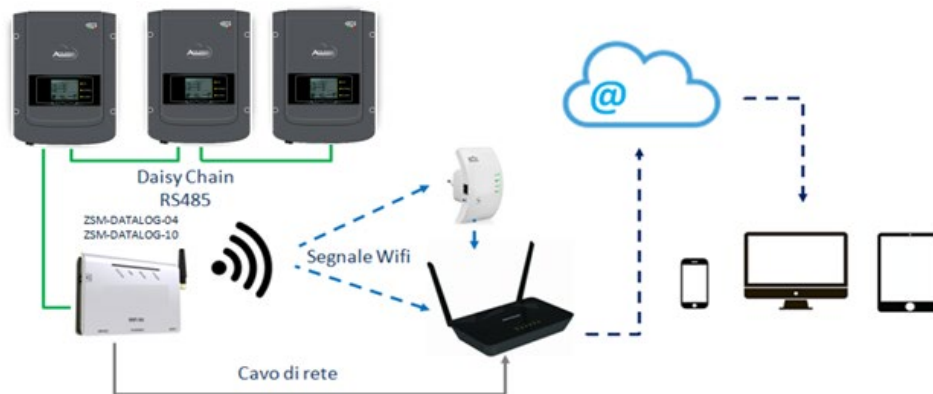 Daisy Chain
RS485
ZSM-DATALOG-04
ZSM-DATALOG-10
Segnale Wifi
Cavo di rete
@